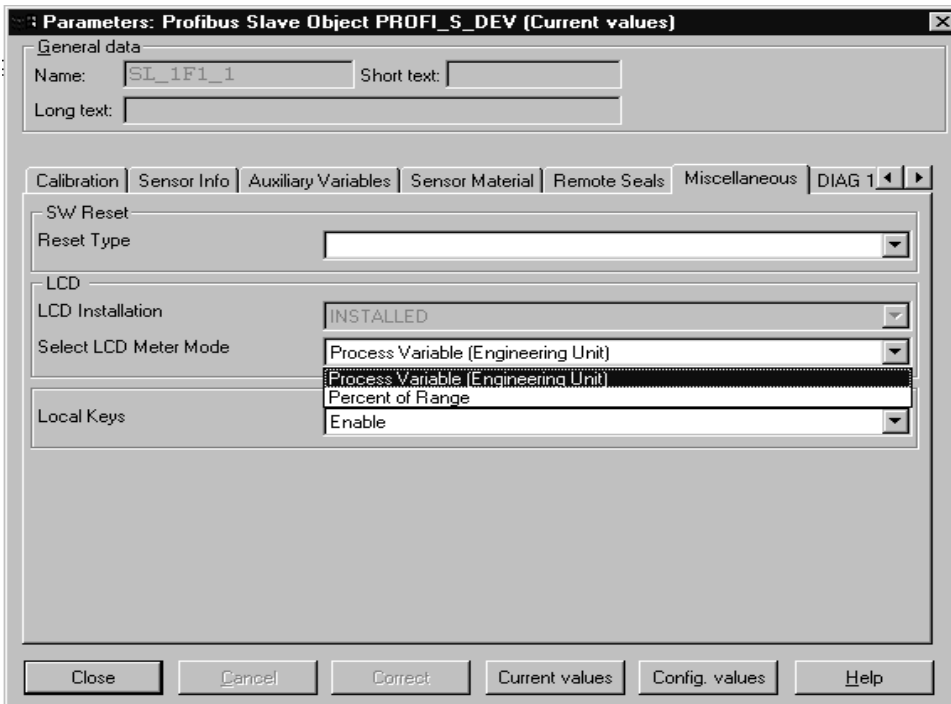 Parameters: Profibus Slave Object PROFI_S_DEV (Current values)
General data
Name: SL_1F1_1 Short text:
Long text:
Calibration Sensor Info Auxiliary Variables Sensor Material Remote Seals Miscellaneous DIAG 1
SW Reset
Reset Type
LCD
LCD Installation INSTALLED
Select LCD Meter Mode Process Variable (Engineering Unit)
Process Variable (Engineering Unit)
Percent of Range
Local Keys Enable
Close Cancel Correct Current values Config. values Help